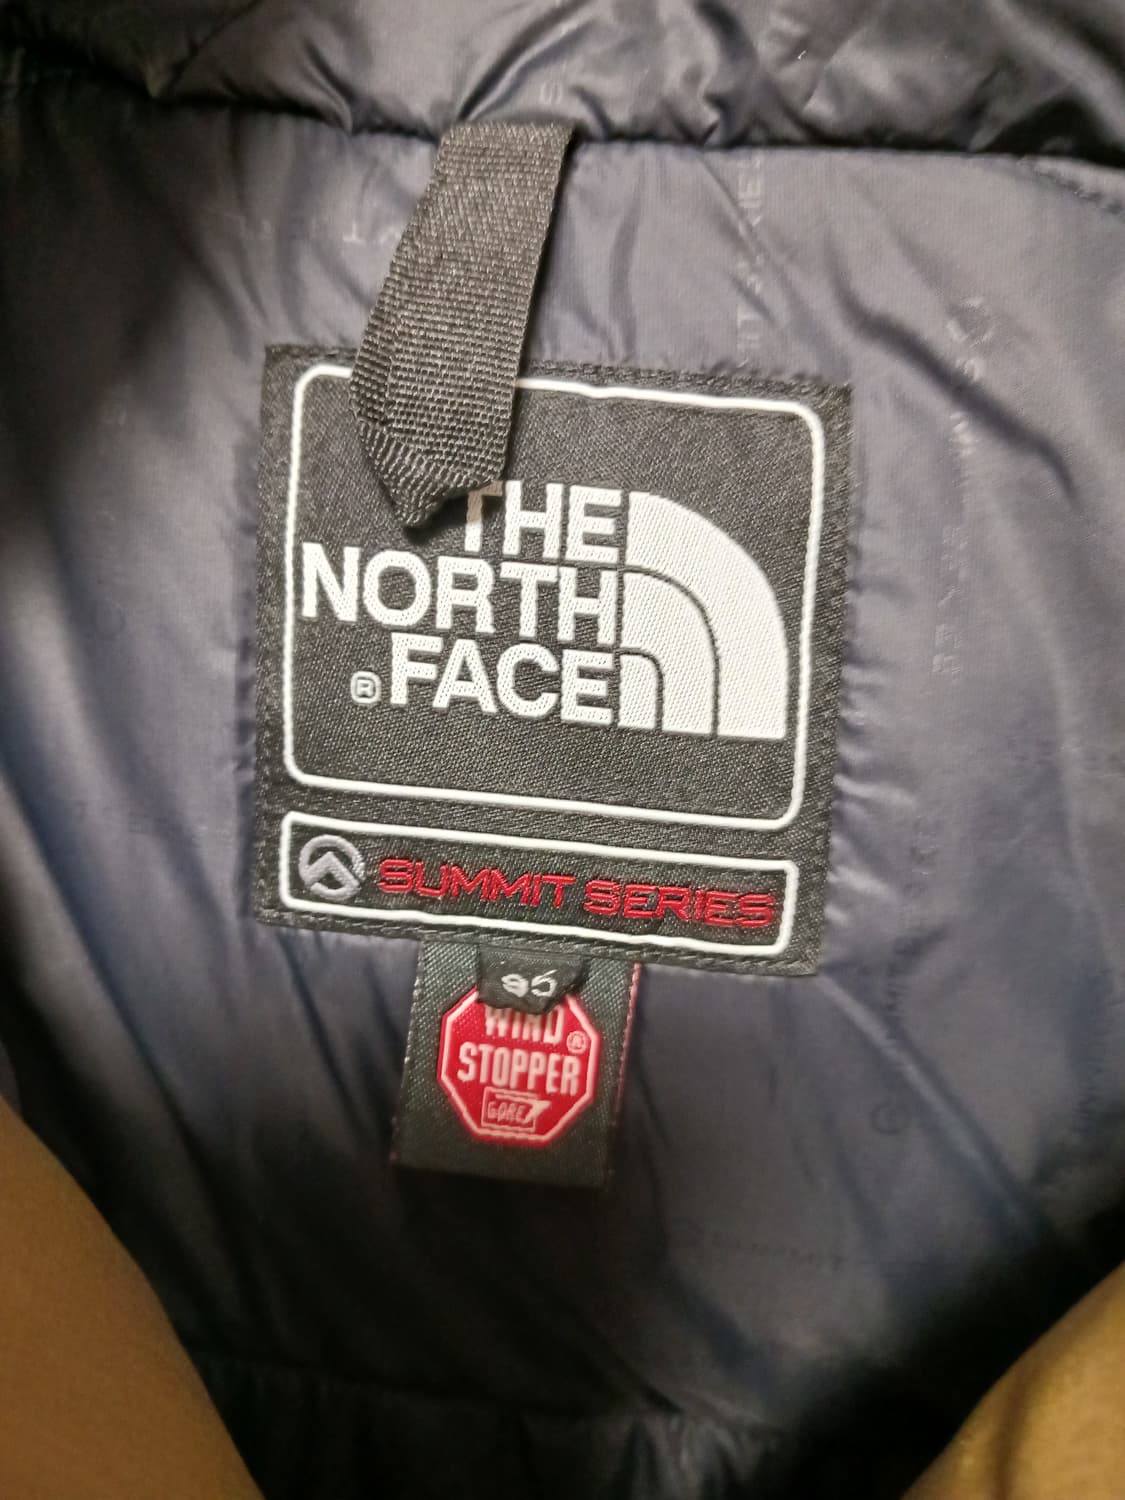 THE
NORTH
® FACE
SUMMIT SERIES
95
WIND
STOPPER®
GORE